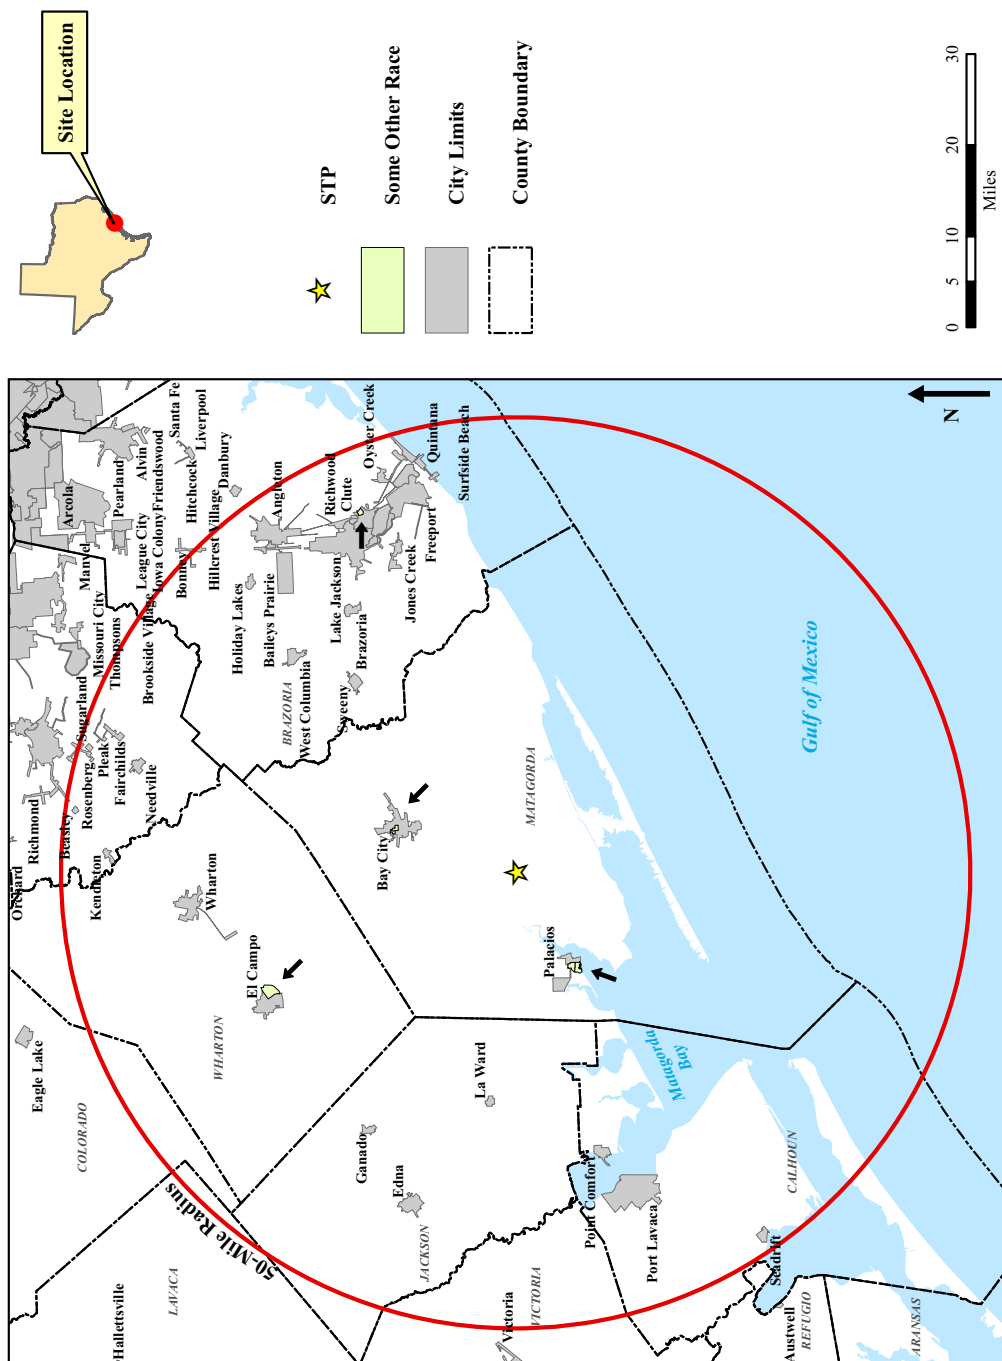 Site Location
STP
Some Other Race
City Limits
County Boundary
0
5
10
20
30
Miles
N
50-Mile Radius
Orchard
Richmond
Beasley
Rosenberg
Sugarland
Pleak
Fairchilds
Needville
Kendleton
Missouri City
Thompsons
Manvel
Arcola
Pearland
Brookside Village
League City
Iowa Colony
Friendswood
Alvin
Bonney
Hitchcock
Santa Fe
Liverpool
Hillcrest Village
Danbury
Holiday Lakes
Angleton
Baileys Prairie
BRAZORIA
West Columbia
Richwood
Clute
Lake Jackson
Brazoria
Sweeny
Oyster Creek
Jones Creek
Freeport
Quintana
Surfside Beach
Eagle Lake
COLORADO
Wharton
El Campo
WHARTON
Bay City
MATAGORDA
Palacios
Gulf of Mexico
Matagorda
Bay
La Ward
Ganado
Edna
JACKSON
Point Comfort
Port Lavaca
CALHOUN
Seadrift
Hallettsville
LAVACA
Victoria
VICTORIA
Austwell
REFUGIO
ARANSAS